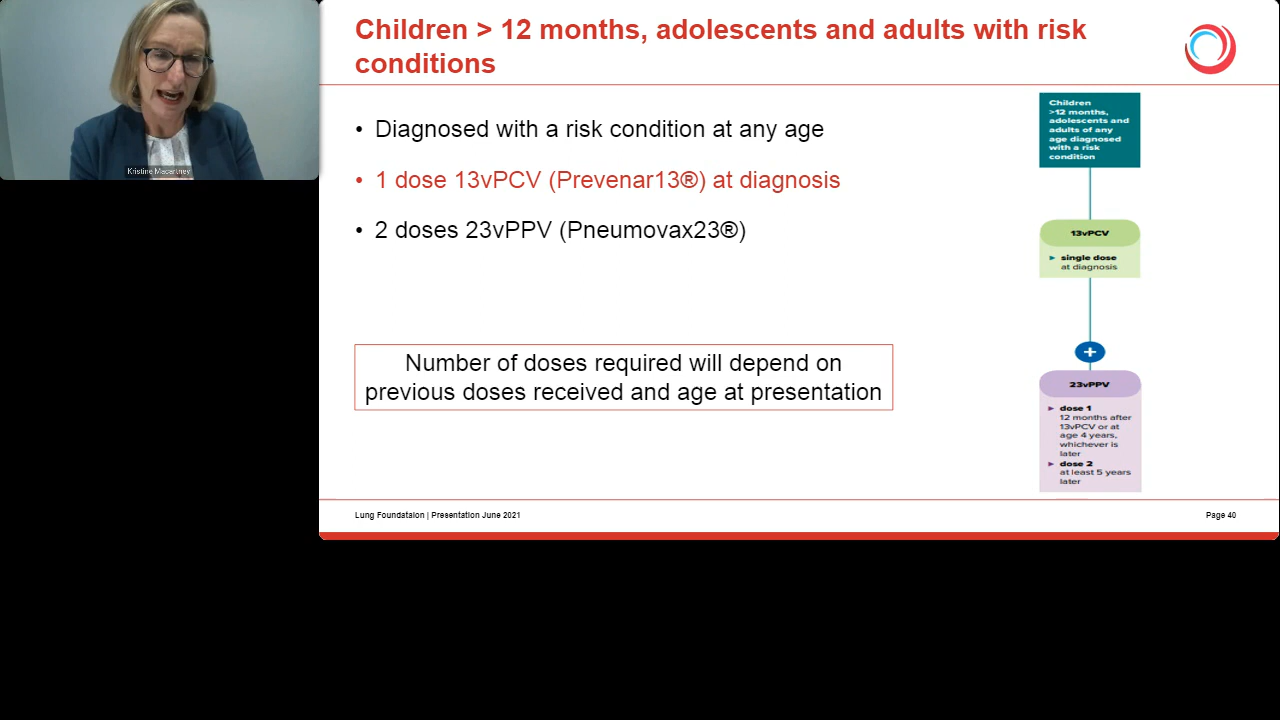 Kristine Macartney
Children > 12 months, adolescents and adults with risk
conditions
• Diagnosed with a risk condition at any age
• 1 dose 13vPCV (Prevenar13®) at diagnosis
• 2 doses 23vPPV (Pneumovax23®)
Number of doses required will depend on
previous doses received and age at presentation
Children
>12 months,
adolescents and
adults of any
age diagnosed
with a risk
condition
13vPCV
► single dose
at diagnosis
+
23vPPV
► dose 1
12 months after
13vPCV or at
age 4 years,
whichever is
later
► dose 2
at least 5 years
later
Lung Foundataion | Presentation June 2021
Page 40